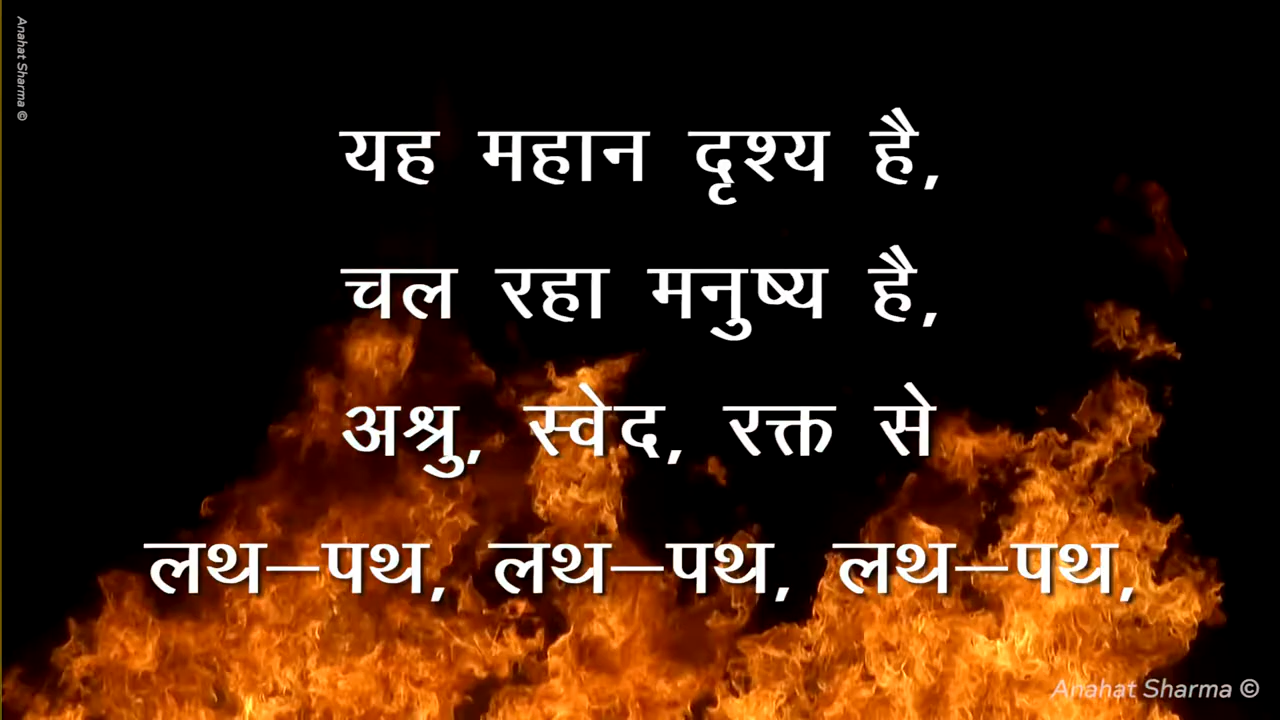 Anahat Sharma ©
यह महान दृश्य है,
चल रहा मनुष्य है,
अश्रु, स्वेद, रक्त से
लथ–पथ, लथ–पथ, लथ–पथ,
Anahat Sharma ©